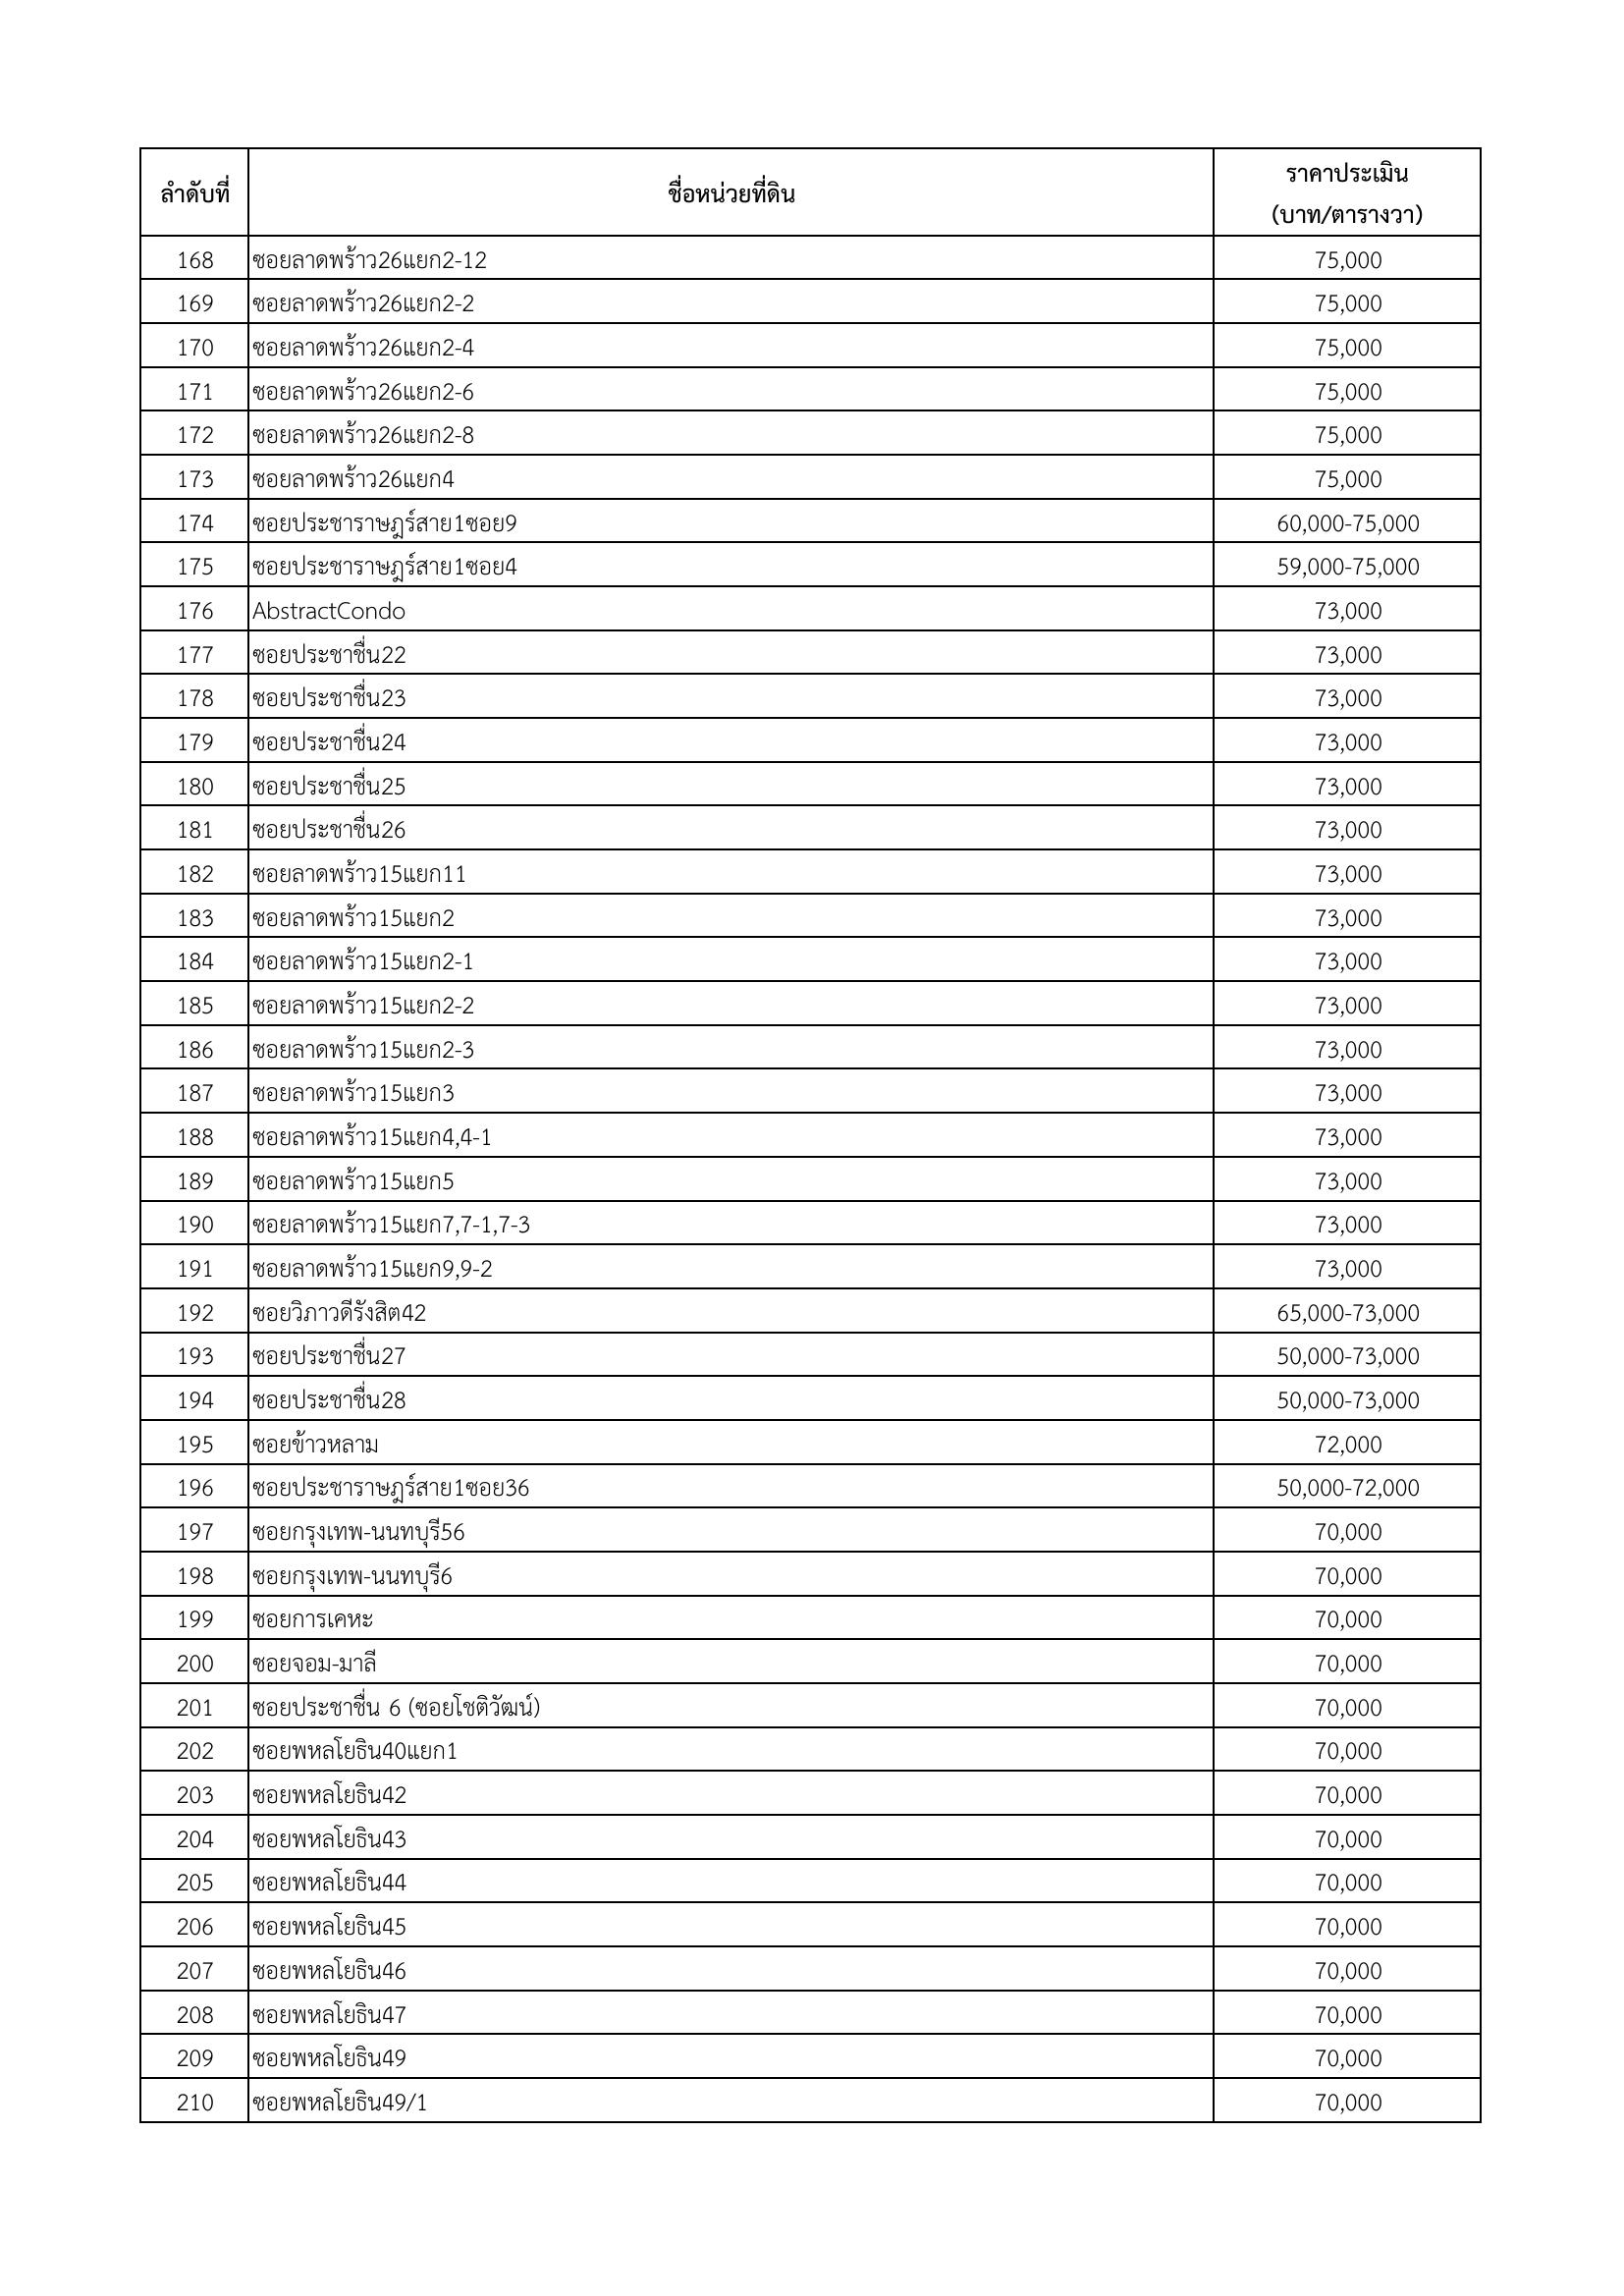 ลำดับที่ ชื่อหน่วยที่ดิน ราคาประเมิน
(บาท/ตารางวา)
168 ซอยลาดพร้าว26แยก2-12 75,000
169 ซอยลาดพร้าว26แยก2-2 75,000
170 ซอยลาดพร้าว26แยก2-4 75,000
171 ซอยลาดพร้าว26แยก2-6 75,000
172 ซอยลาดพร้าว26แยก2-8 75,000
173 ซอยลาดพร้าว26แยก4 75,000
174 ซอยประชาราษฎร์สาย1ซอย9 60,000-75,000
175 ซอยประชาราษฎร์สาย1ซอย4 59,000-75,000
176 AbstractCondo 73,000
177 ซอยประชาชื่น22 73,000
178 ซอยประชาชื่น23 73,000
179 ซอยประชาชื่น24 73,000
180 ซอยประชาชื่น25 73,000
181 ซอยประชาชื่น26 73,000
182 ซอยลาดพร้าว15แยก11 73,000
183 ซอยลาดพร้าว15แยก2 73,000
184 ซอยลาดพร้าว15แยก2-1 73,000
185 ซอยลาดพร้าว15แยก2-2 73,000
186 ซอยลาดพร้าว15แยก2-3 73,000
187 ซอยลาดพร้าว15แยก3 73,000
188 ซอยลาดพร้าว15แยก4,4-1 73,000
189 ซอยลาดพร้าว15แยก5 73,000
190 ซอยลาดพร้าว15แยก7,7-1,7-3 73,000
191 ซอยลาดพร้าว15แยก9,9-2 73,000
192 ซอยวิภาวดีรังสิต42 65,000-73,000
193 ซอยประชาชื่น27 50,000-73,000
194 ซอยประชาชื่น28 50,000-73,000
195 ซอยข้าวหลาม 72,000
196 ซอยประชาราษฎร์สาย1ซอย36 50,000-72,000
197 ซอยกรุงเทพ-นนทบุรี56 70,000
198 ซอยกรุงเทพ-นนทบุรี6 70,000
199 ซอยการเคหะ 70,000
200 ซอยจอม-มาลี 70,000
201 ซอยประชาชื่น 6 (ซอยโชติวัฒน์) 70,000
202 ซอยพหลโยธิน40แยก1 70,000
203 ซอยพหลโยธิน42 70,000
204 ซอยพหลโยธิน43 70,000
205 ซอยพหลโยธิน44 70,000
206 ซอยพหลโยธิน45 70,000
207 ซอยพหลโยธิน46 70,000
208 ซอยพหลโยธิน47 70,000
209 ซอยพหลโยธิน49 70,000
210 ซอยพหลโยธิน49/1 70,000